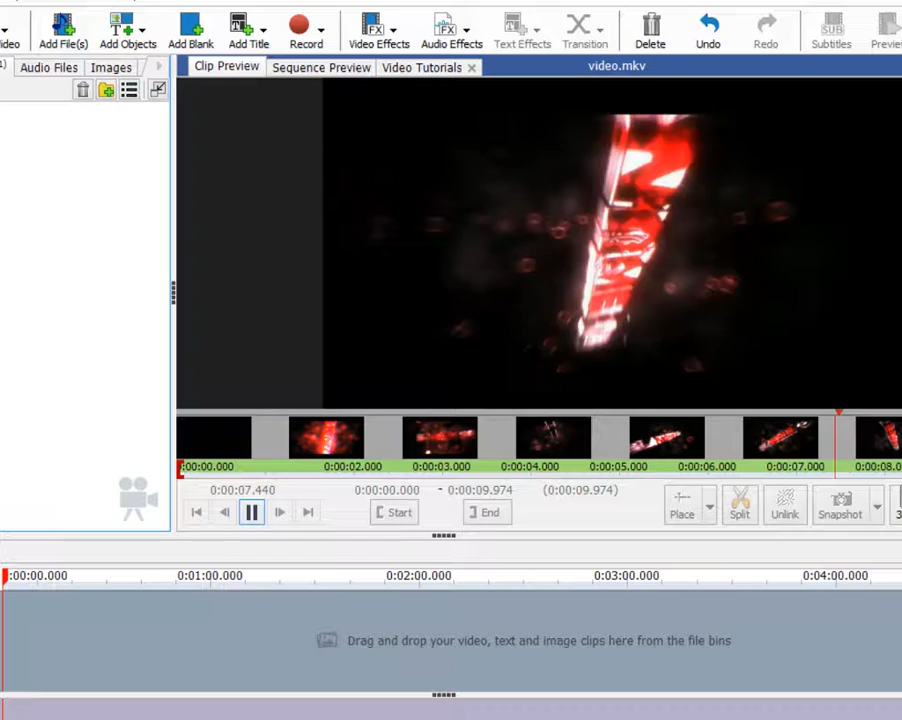 ideo Add File(s) Add Objects Add Blank Add Title Record Video Effects Audio Effects Text Effects Transition Delete Undo Redo Subtitles Preview
1) Audio Files Images Clip Preview Sequence Preview Video Tutorials video.mkv
:00:00.000 0:00:02.000 0:00:03.000 0:00:04.000 0:00:05.000 0:00:06.000 0:00:07.000 0:00:08.0
0:00:07.440 0:00:00.000 - 0:00:09.974 (0:00:09.974)
Start End Place Split Unlink Snapshot 3
:00:00.000 0:01:00.000 0:02:00.000 0:03:00.000 0:04:00.000
Drag and drop your video, text and image clips here from the file bins